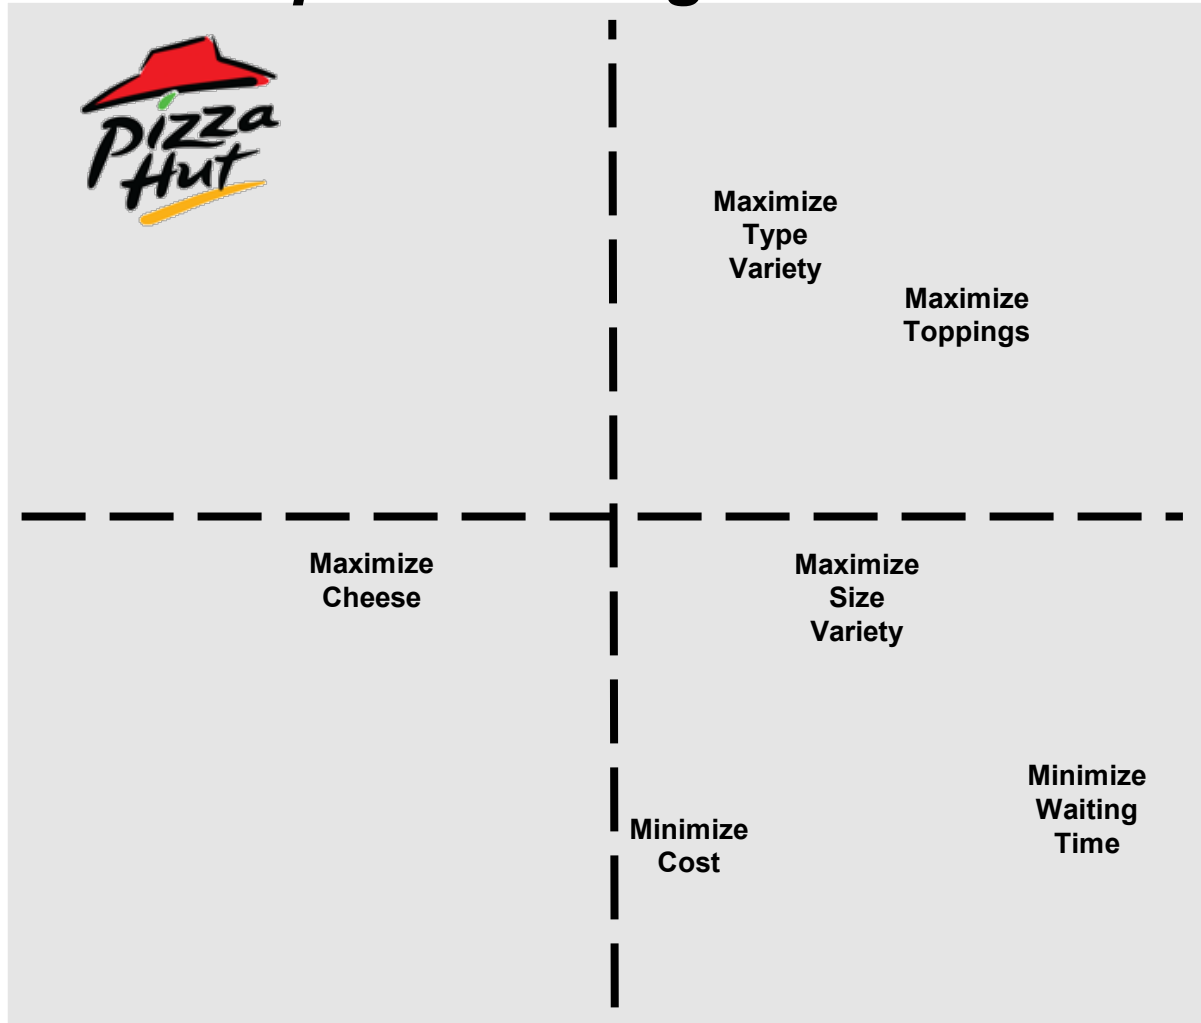 Pizza
Hut
Maximize
Type
Variety
Maximize
Toppings
Maximize
Cheese
Maximize
Size
Variety
Minimize
Waiting
Time
Minimize
Cost